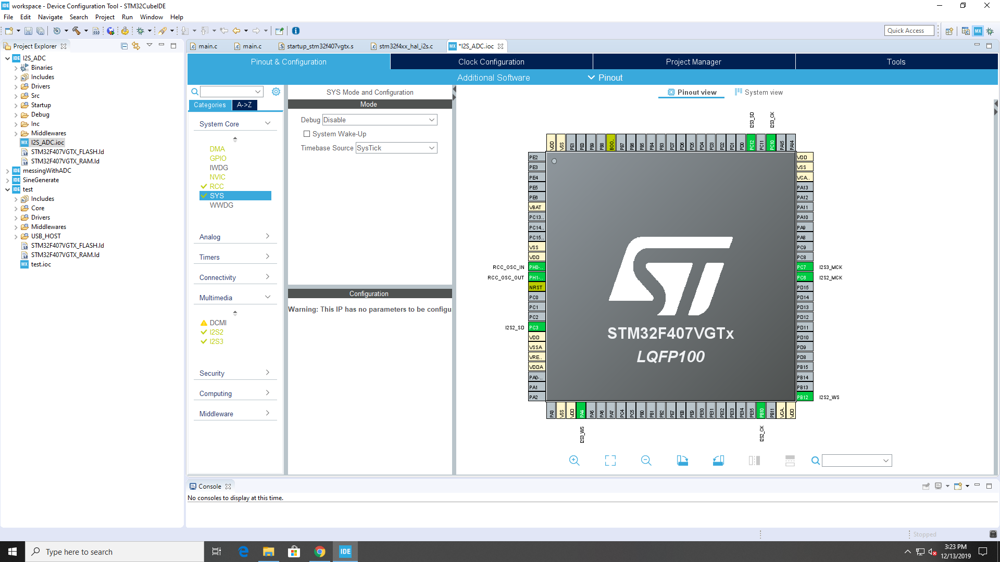 workspace - Device Configuration Tool - STM32CubeIDE
File Edit Navigate Search Project Run Window Help
Quick Access
Project Explorer
main.c
main.c
startup_stm32f407vgtx.s
stm32f4xx_hal_i2s.c
*I2S_ADC.ioc
I2S_ADC
Binaries
Includes
Drivers
Src
Startup
Debug
Inc
Middlewares
I2S_ADC.ioc
STM32F407VGTX_FLASH.ld
STM32F407VGTX_RAM.ld
messingWithADC
SineGenerate
test
Includes
Core
Drivers
Middlewares
USB_HOST
STM32F407VGTX_FLASH.ld
STM32F407VGTX_RAM.ld
test.ioc
Pinout & Configuration
Clock Configuration
Project Manager
Tools
Additional Software
Pinout
Categories
A->Z
System Core
DMA
GPIO
IWDG
NVIC
RCC
SYS
WWDG
Analog
Timers
Connectivity
Multimedia
DCMI
I2S2
I2S3
Security
Computing
Middleware
SYS Mode and Configuration
Mode
Debug Disable
System Wake-Up
Timebase Source SysTick
Configuration
Warning: This IP has no parameters to be configu
Pinout view
System view
I2S3_SD
I2S3_CK
VDD VSS PE1 PE0 PB9 PB8 BOO.. PB7 PB6 PB5 PB4 PB3 PD7 PD6 PD5 PD4 PD3 PD2 PD1 PD0 PC12 PC11 PC10 PA15 PA14
PE2
PE3
PE4
PE5
PE6
VBAT
PC13..
PC14..
PC15..
VSS
VDD
RCC_OSC_IN PH0-..
RCC_OSC_OUT PH1-..
NRST
PC0
PC1
PC2
I2S2_SD PC3
VDD
VSSA
VRE..
VDDA
PA0-..
PA1
PA2
STM32F407VGTx
LQFP100
VDD
VSS
VCA..
PA13
PA12
PA11
PA10
PA9
PA8
PC9
PC8
PC7 I2S3_MCK
PC6 I2S2_MCK
PD15
PD14
PD13
PD12
PD11
PD10
PD9
PD8
PB15
PB14
PB13
PB12 I2S2_WS
PA3 VSS VDD PA4 PA5 PA6 PA7 PC4 PC5 PB0 PB1 PB2 PE7 PE8 PE9 PE10 PE11 PE12 PE13 PE14 PE15 PB10 PB11 VCA. VDD
I2S3_WS
I2S2_CK
Console
No consoles to display at this time.
Stopped
Type here to search
IDE
3:23 PM
12/13/2019